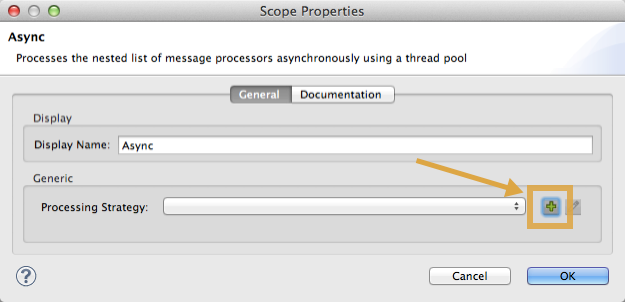 Scope Properties
Async
Processes the nested list of message processors asynchronously using a thread pool
General Documentation
Display
Display Name: Async
Generic
Processing Strategy:
? Cancel OK